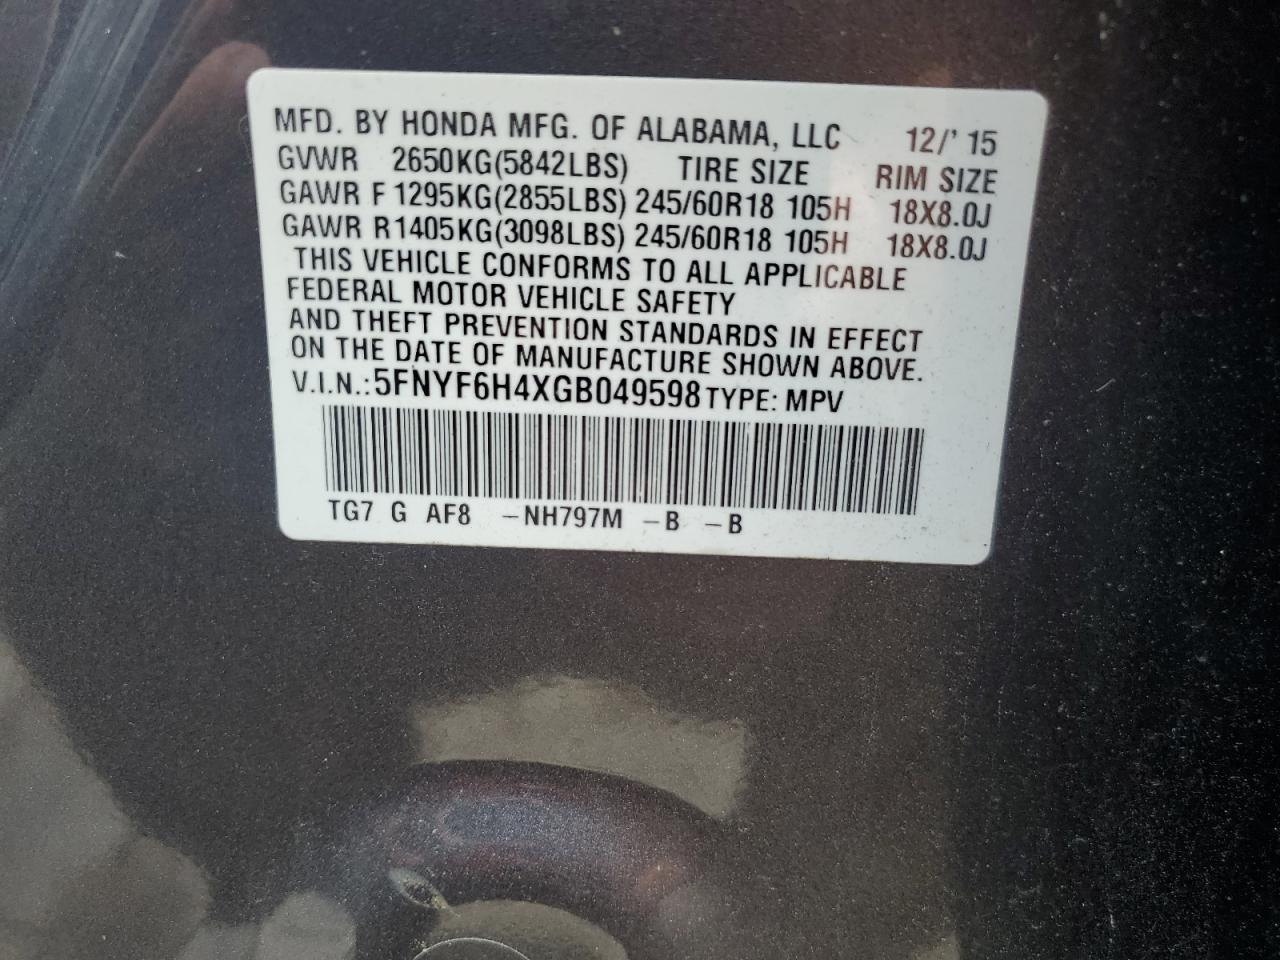 MFD. BY HONDA MFG. OF ALABAMA, LLC 12/' 15
GVWR 2650KG(5842LBS) TIRE SIZE RIM SIZE
GAWR F 1295KG(2855LBS) 245/60R18 105H 18X8.0J
GAWR R1405KG(3098LBS) 245/60R18 105H 18X8.0J
THIS VEHICLE CONFORMS TO ALL APPLICABLE
FEDERAL MOTOR VEHICLE SAFETY
AND THEFT PREVENTION STANDARDS IN EFFECT
ON THE DATE OF MANUFACTURE SHOWN ABOVE.
V.I.N.:5FNYF6H4XGB049598 TYPE: MPV
TG7 G AF8 -NH797M -B -B